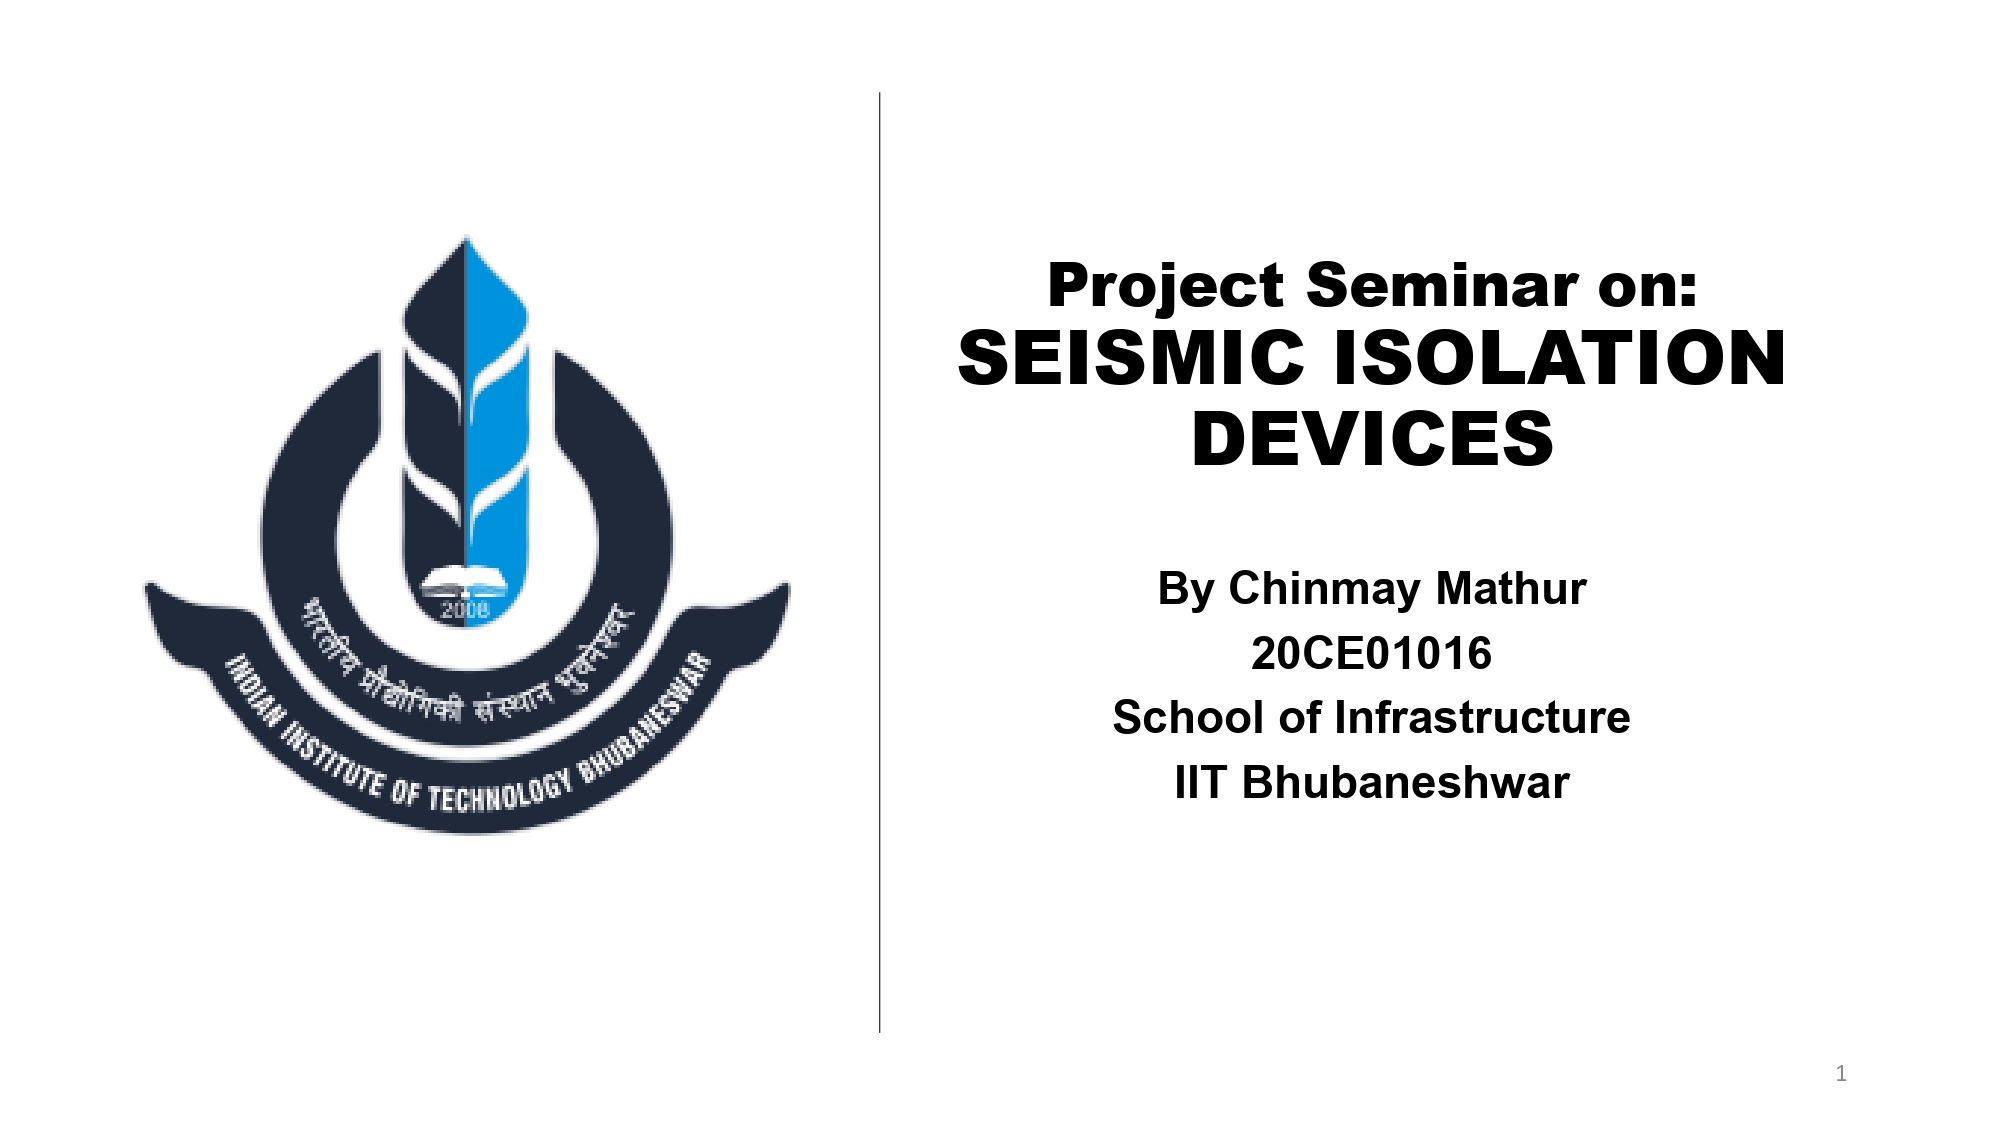 2008
भारतीय प्रौद्योगिकी संस्थान भुवनेश्वर
INDIAN INSTITUTE OF TECHNOLOGY BHUBANESWAR
Project Seminar on:
SEISMIC ISOLATION
DEVICES
By Chinmay Mathur
20CE01016
School of Infrastructure
IIT Bhubaneshwar
1